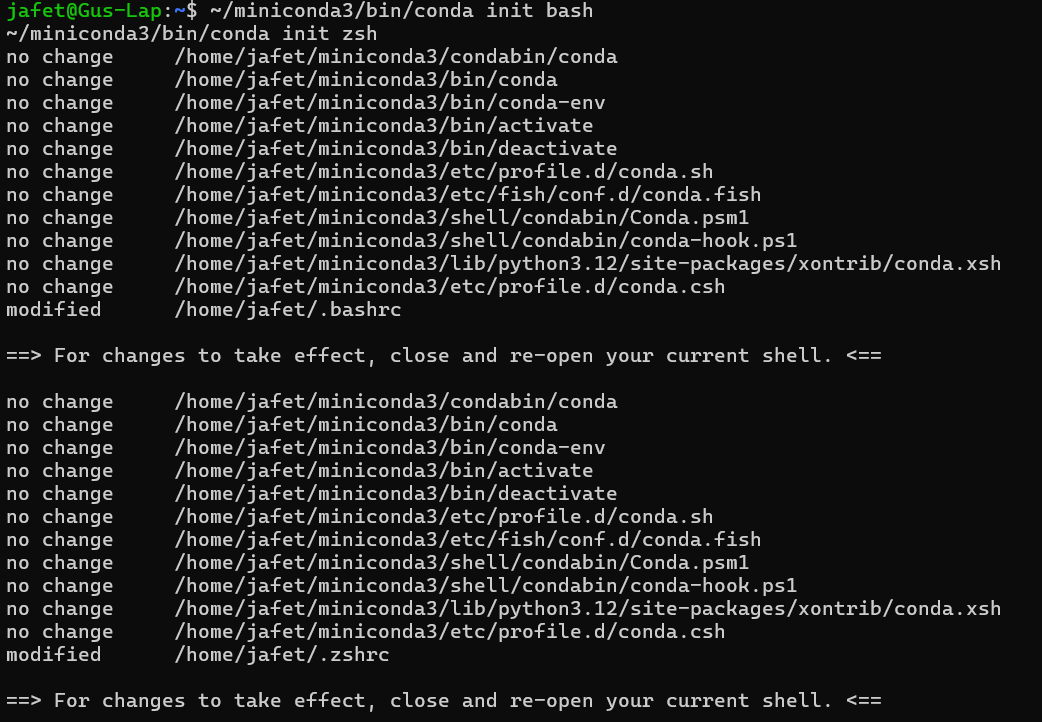 jafet@Gus-Lap:~$ ~/miniconda3/bin/conda init bash
~/miniconda3/bin/conda init zsh
no change     /home/jafet/miniconda3/condabin/conda
no change     /home/jafet/miniconda3/bin/conda
no change     /home/jafet/miniconda3/bin/conda-env
no change     /home/jafet/miniconda3/bin/activate
no change     /home/jafet/miniconda3/bin/deactivate
no change     /home/jafet/miniconda3/etc/profile.d/conda.sh
no change     /home/jafet/miniconda3/etc/fish/conf.d/conda.fish
no change     /home/jafet/miniconda3/shell/condabin/Conda.psm1
no change     /home/jafet/miniconda3/shell/condabin/conda-hook.ps1
no change     /home/jafet/miniconda3/lib/python3.12/site-packages/xontrib/conda.xsh
no change     /home/jafet/miniconda3/etc/profile.d/conda.csh
modified      /home/jafet/.bashrc

==> For changes to take effect, close and re-open your current shell. <==

no change     /home/jafet/miniconda3/condabin/conda
no change     /home/jafet/miniconda3/bin/conda
no change     /home/jafet/miniconda3/bin/conda-env
no change     /home/jafet/miniconda3/bin/activate
no change     /home/jafet/miniconda3/bin/deactivate
no change     /home/jafet/miniconda3/etc/profile.d/conda.sh
no change     /home/jafet/miniconda3/etc/fish/conf.d/conda.fish
no change     /home/jafet/miniconda3/shell/condabin/Conda.psm1
no change     /home/jafet/miniconda3/shell/condabin/conda-hook.ps1
no change     /home/jafet/miniconda3/lib/python3.12/site-packages/xontrib/conda.xsh
no change     /home/jafet/miniconda3/etc/profile.d/conda.csh
modified      /home/jafet/.zshrc

==> For changes to take effect, close and re-open your current shell. <==